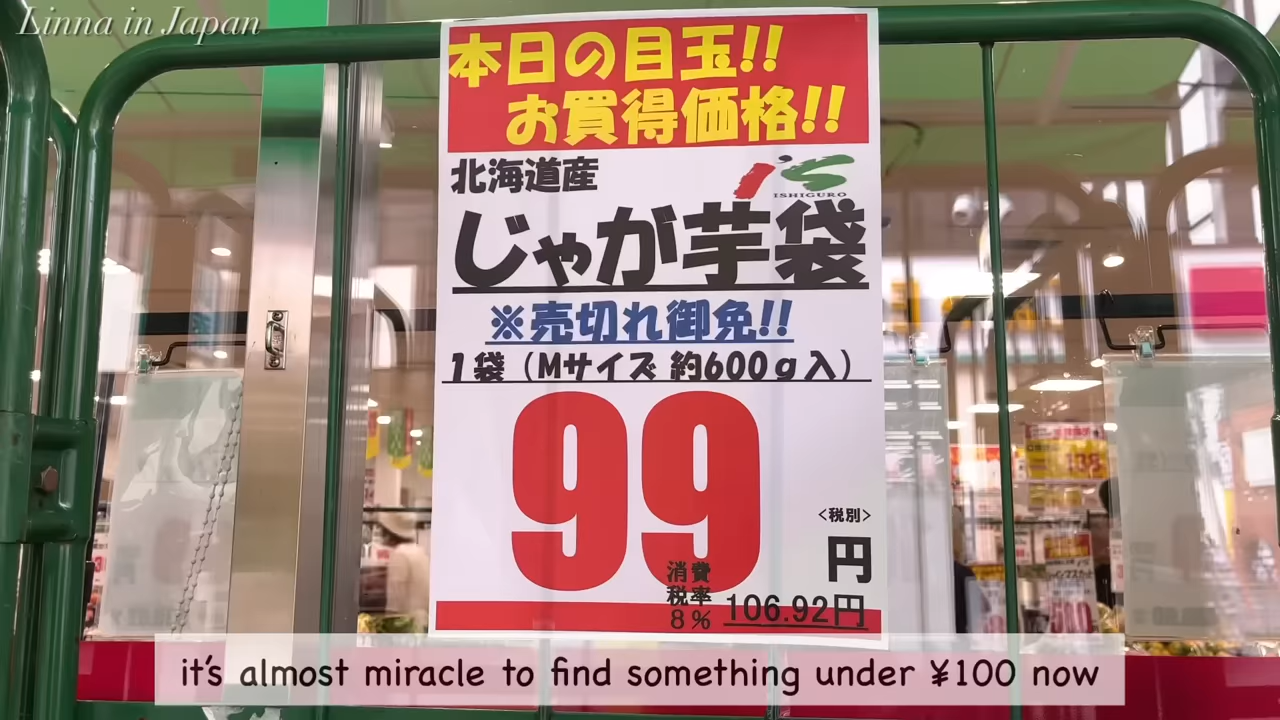 Linna in Japan
本日の目玉!!
お買得価格!!
北海道産
I'S
ISHIGURO
じゃが芋袋
※売切れ御免!!
1袋(Mサイズ 約600g入)
99
<税別>
円
消費
税率
8%
106.92円
it's almost miracle to find something under ¥100 now